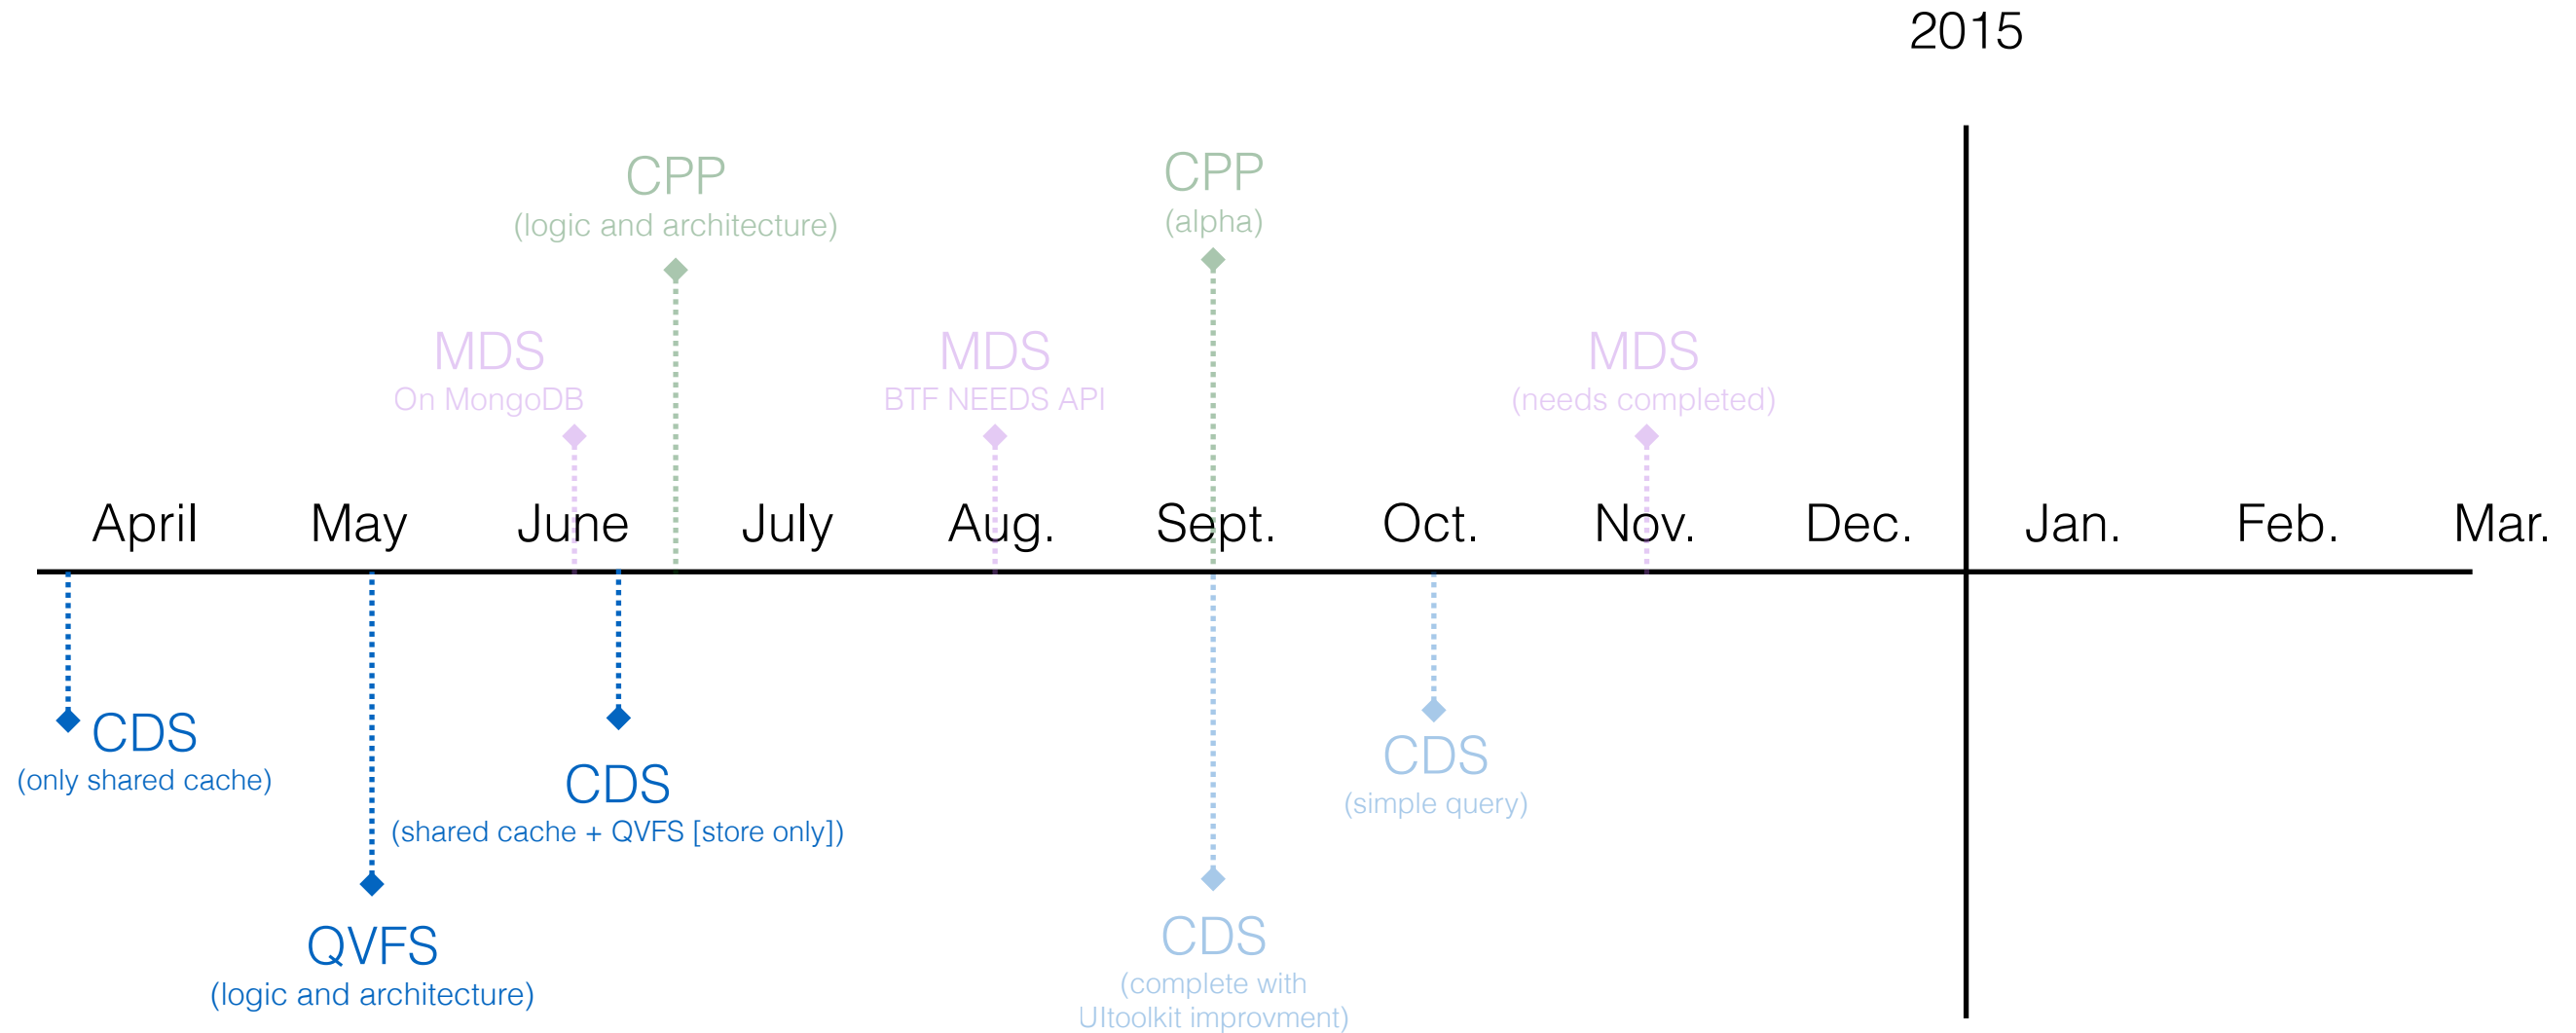 2015
CPP
(logic and architecture)
CPP
(alpha)
MDS
On MongoDB
MDS
BTF NEEDS API
MDS
(needs completed)
April May June July Aug. Sept. Oct. Nov. Dec. Jan. Feb. Mar.
CDS
(only shared cache)
CDS
(shared cache + QVFS [store only])
CDS
(simple query)
QVFS
(logic and architecture)
CDS
(complete with
UItoolkit improvment)